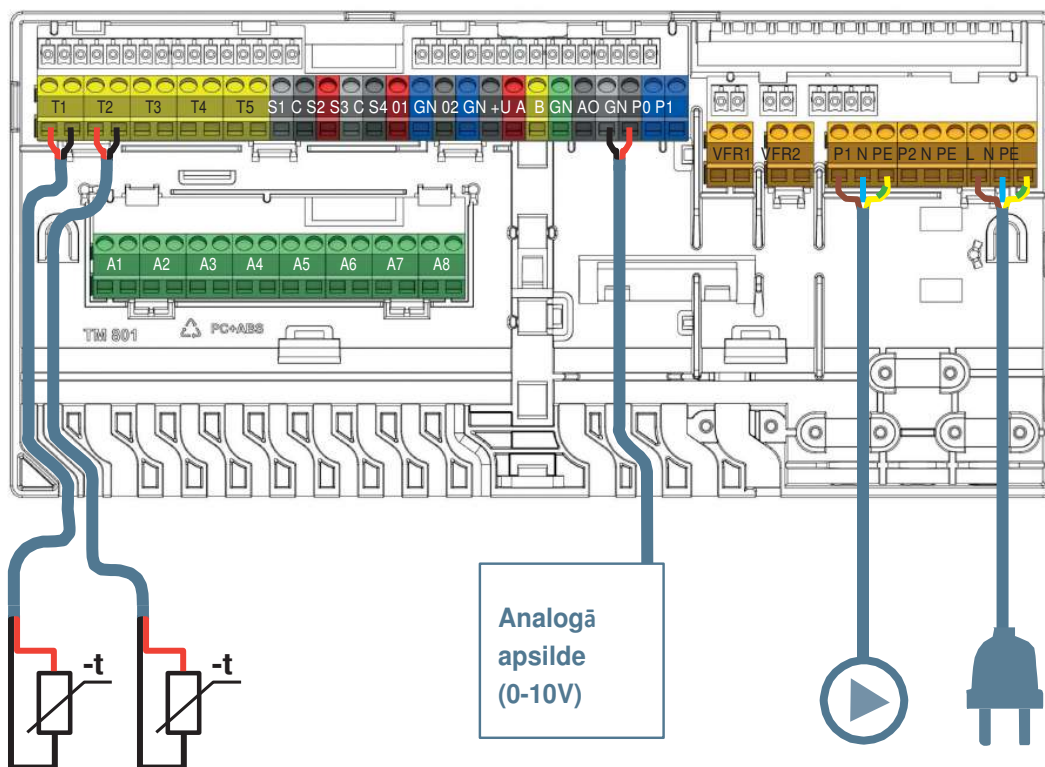 T1 T2 T3 T4 T5 S1 C S2 S3 C S4 01 GN 02 GN +U A B GN AO GN P0 P1
VFR1 VFR2 P1 N PE P2 N PE L N PE
A1 A2 A3 A4 A5 A6 A7 A8
TM 801 PC+ABS
Analogā
apsilde
(0-10V)
-t -t